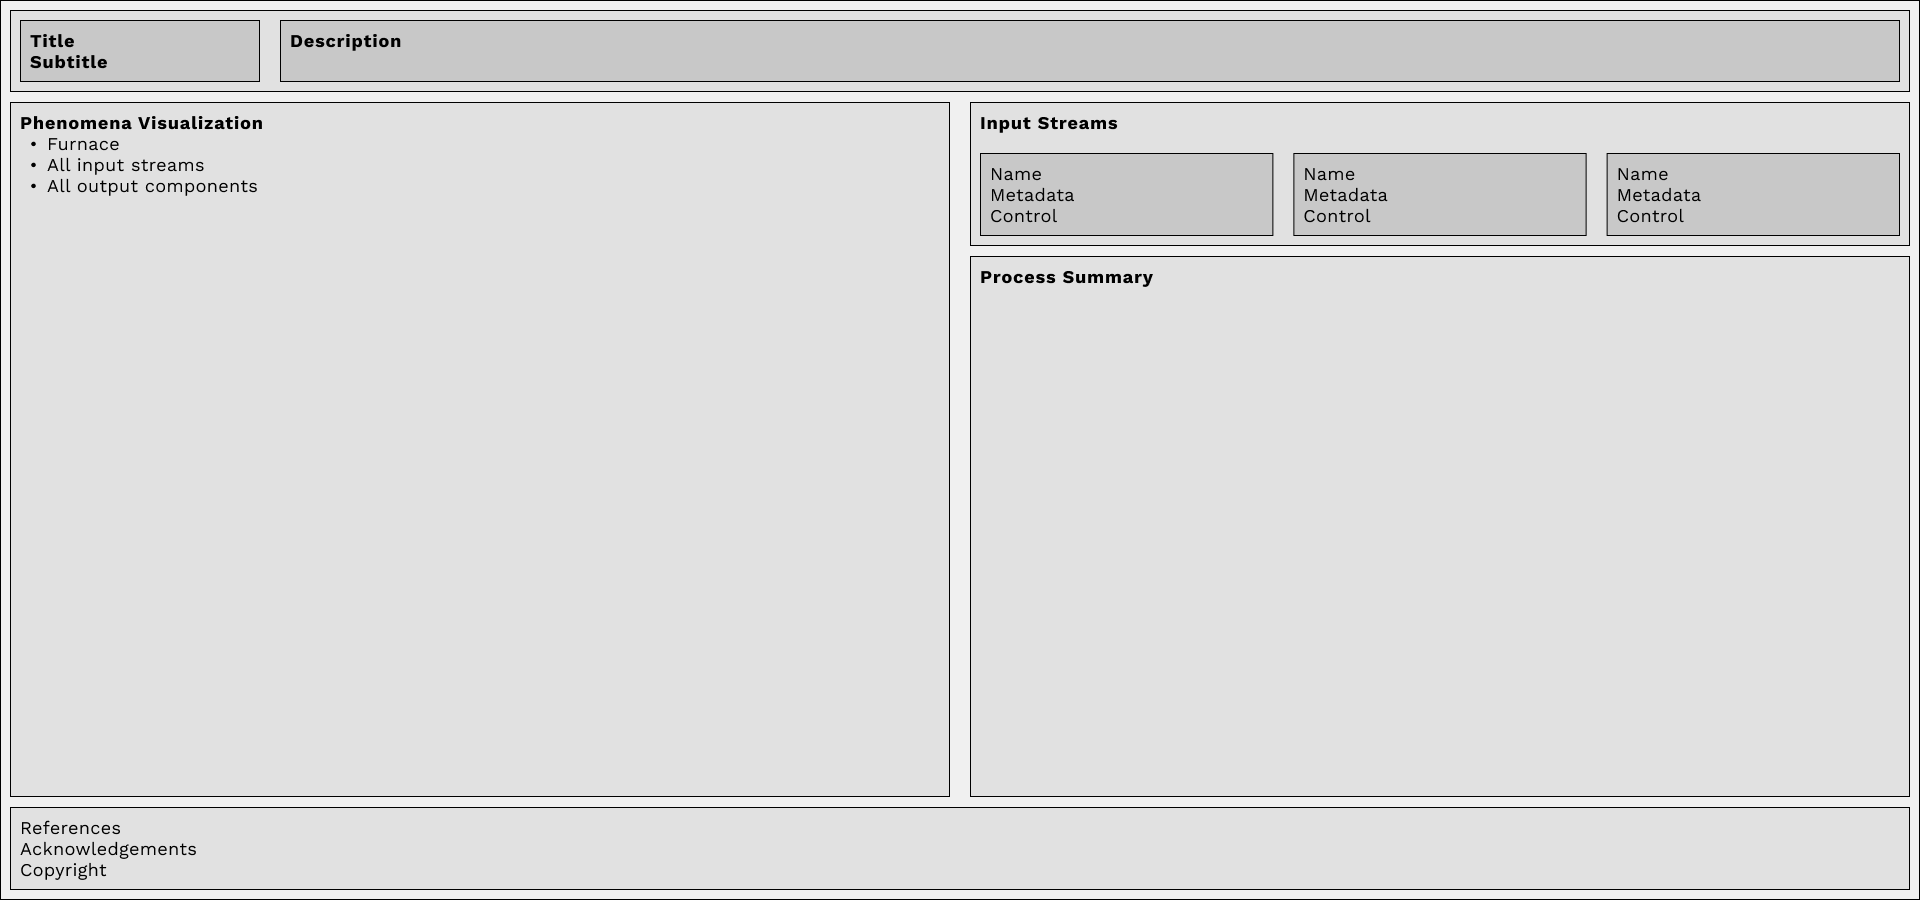 Title
Subtitle
Description
Phenomena Visualization
• Furnace
• All input streams
• All output components
Input Streams
Name
Metadata
Control
Name
Metadata
Control
Name
Metadata
Control
Process Summary
References
Acknowledgements
Copyright